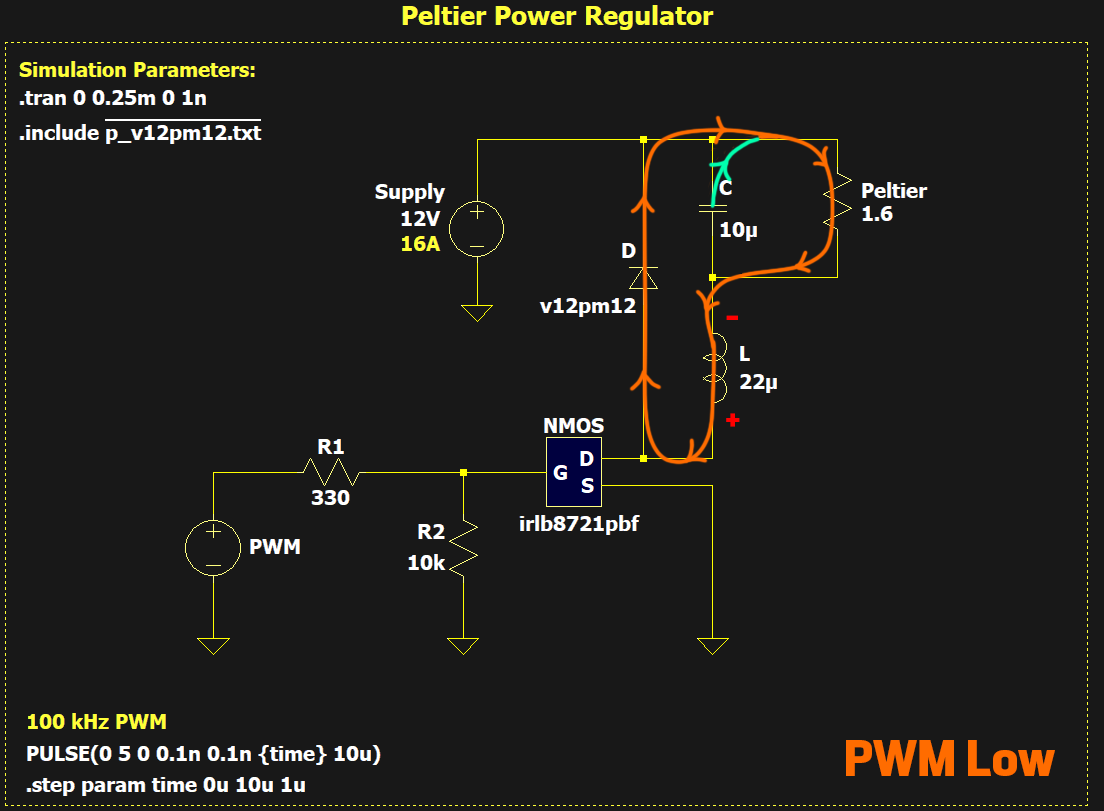 Peltier Power Regulator
Simulation Parameters:
.tran 0 0.25m 0 1n
.include p_v12pm12.txt
Supply
12V
16A
+
−
D
v12pm12
C
10µ
Peltier
1.6
−
L
22µ
+
NMOS
G
D
S
irlb8721pbf
R1
330
R2
10k
+
−
PWM
100 kHz PWM
PULSE(0 5 0 0.1n 0.1n {time} 10u)
.step param time 0u 10u 1u
PWM Low